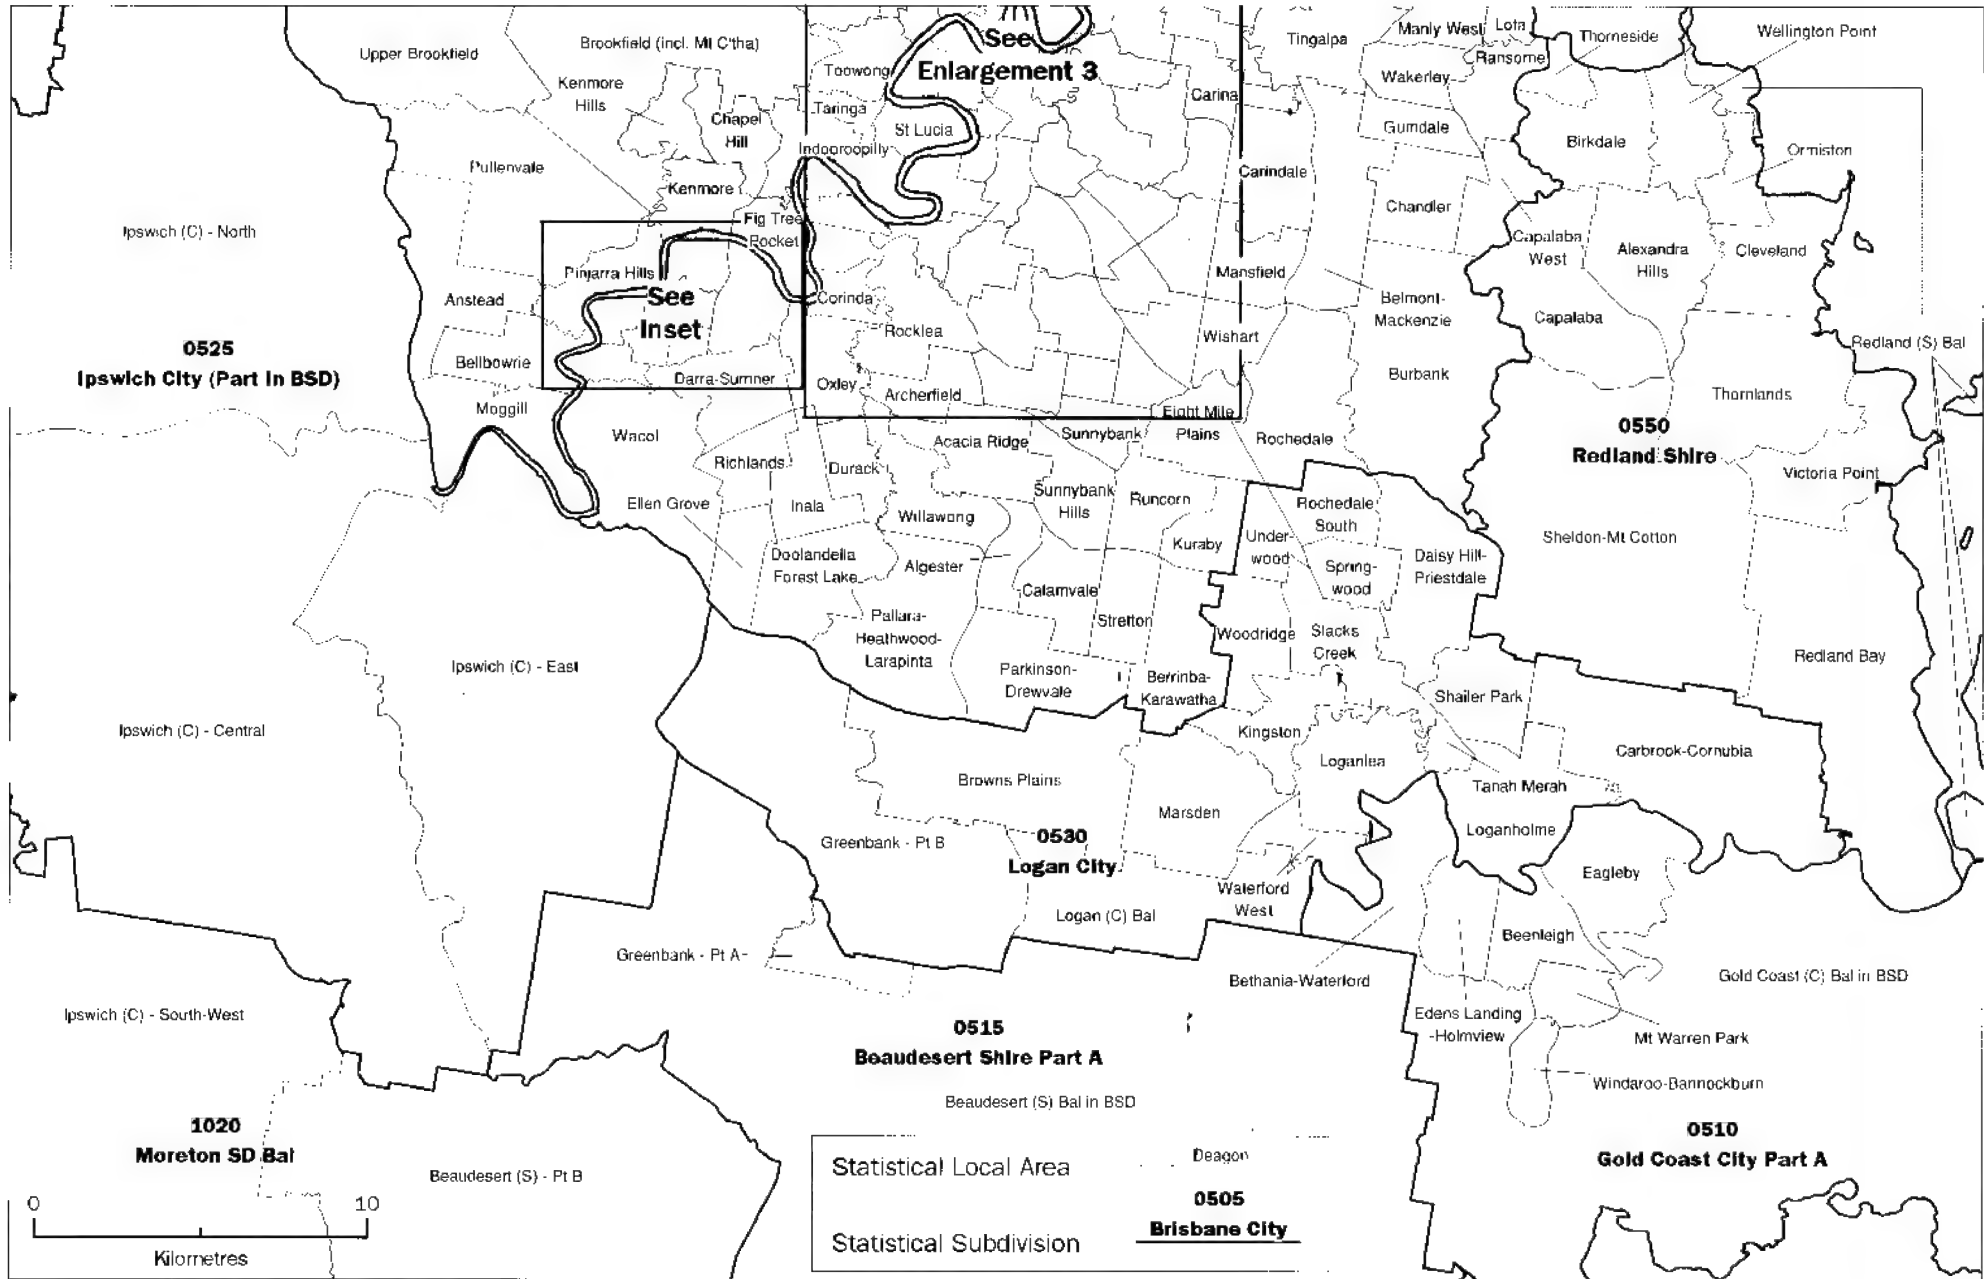 Upper Brookfield
Brookfield (incl. Mt C'tha)
See
Enlargement 3
Tingalpa
Manly West
Lota
Ransome
Thorneside
Wellington Point
Kenmore
Hills
Toowong
Taringa
Wakerley
Carina
Chapel
Hill
St Lucia
Gumdale
Birkdale
Ormiston
Indooroopilly
Pullenvale
Kenmore
Carindale
Chandler
Fig Tree
Pocket
Ipswich (C) - North
Capalaba
West
Alexandra
Hills
Cleveland
Pinjarra Hills
See
Inset
Mansfield
Anstead
Corinda
Belmont-
Mackenzie
Capalaba
Rocklea
Wishart
Redland (S) Bal
0525
Ipswich City (Part in BSD)
Bellbowrie
Darra-Sumner
Oxley
Archerfield
Burbank
Thornlands
Moggill
Eight Mile
Plains
0550
Redland Shire
Wacol
Acacia Ridge
Sunnybank
Rochedale
Richlands
Durack
Victoria Point
Ellen Grove
Inala
Willawong
Sunnybank
Hills
Runcorn
Rochedale
South
Kuraby
Under-
wood
Sheldon-Mt Cotton
Doolandella
Forest Lake
Algester
Spring-
wood
Daisy Hill-
Priestdale
Calamvale
Pallara-
Heathwood-
Larapinta
Stretton
Woodridge
Slacks
Creek
Redland Bay
Ipswich (C) - East
Parkinson-
Drewvale
Berrinba-
Karawatha
Shailer Park
Ipswich (C) - Central
Kingston
Carbrook-Cornubia
Loganlea
Browns Plains
Tanah Merah
Marsden
Loganholme
Greenbank - Pt B
0530
Logan City
Eagleby
Waterford
West
Logan (C) Bal
Beenleigh
Greenbank - Pt A
Bethania-Waterford
Gold Coast (C) Bal in BSD
Ipswich (C) - South-West
0515
Beaudesert Shire Part A
Edens Landing
-Holmview
Mt Warren Park
Windaroo-Bannockburn
Beaudesert (S) Bal in BSD
1020
Moreton SD Bal
0510
Gold Coast City Part A
Beaudesert (S) - Pt B
0 10
Kilometres
Statistical Local Area
Deagon
0505
Brisbane City
Statistical Subdivision